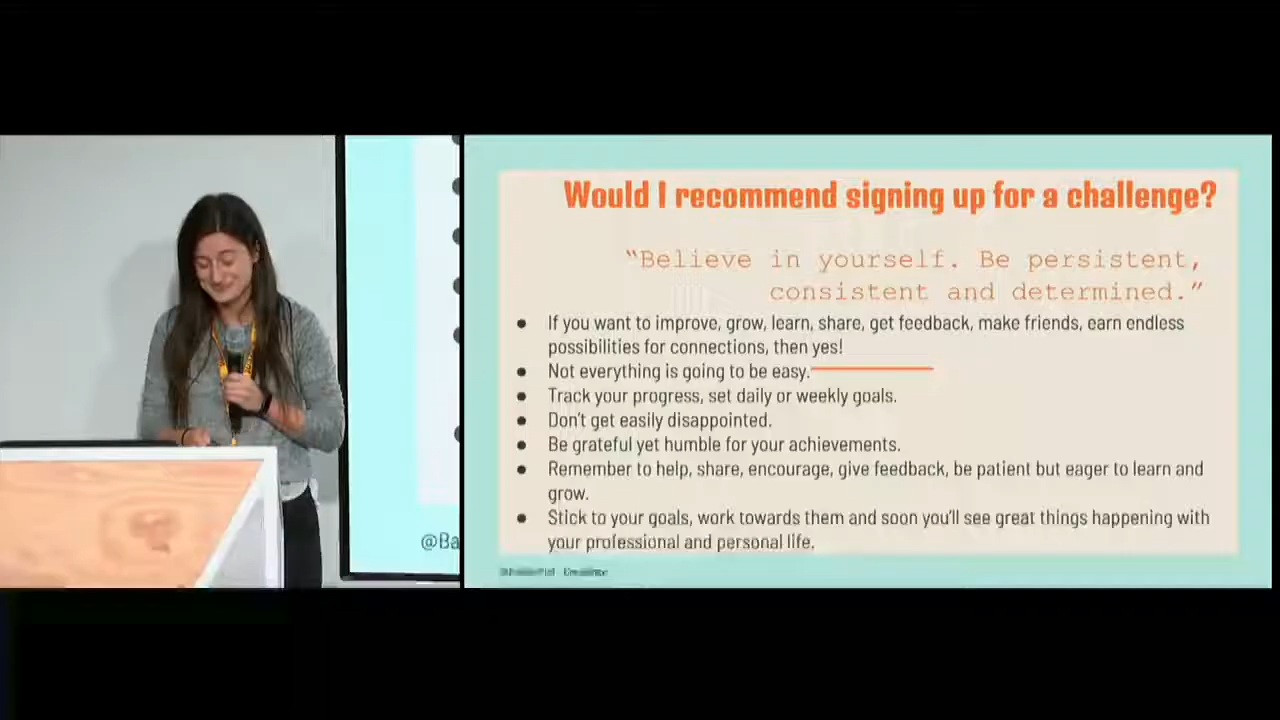 Would I recommend signing up for a challenge?
“Believe in yourself. Be persistent,
consistent and determined.”
● If you want to improve, grow, learn, share, get feedback, make friends, earn endless
possibilities for connections, then yes!
● Not everything is going to be easy.
● Track your progress, set daily or weekly goals.
● Don't get easily disappointed.
● Be grateful yet humble for your achievements.
● Remember to help, share, encourage, give feedback, be patient but eager to learn and
grow.
● Stick to your goals, work towards them and soon you'll see great things happening with
your professional and personal life.
@Ba